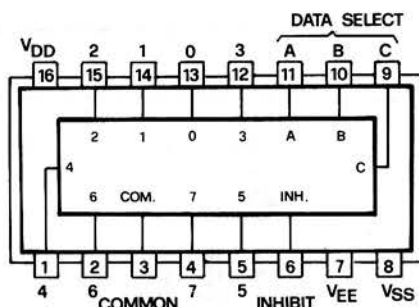 DATA SELECT
VDD 2 1 0 3 A B C
16 15 14 13 12 11 10 9
2 1 0 3 A B
4 C
6 COM. 7 5 INH.
1 2 3 4 5 6 7 8
4 6 COMMON 7 5 INHIBIT VEE VSS